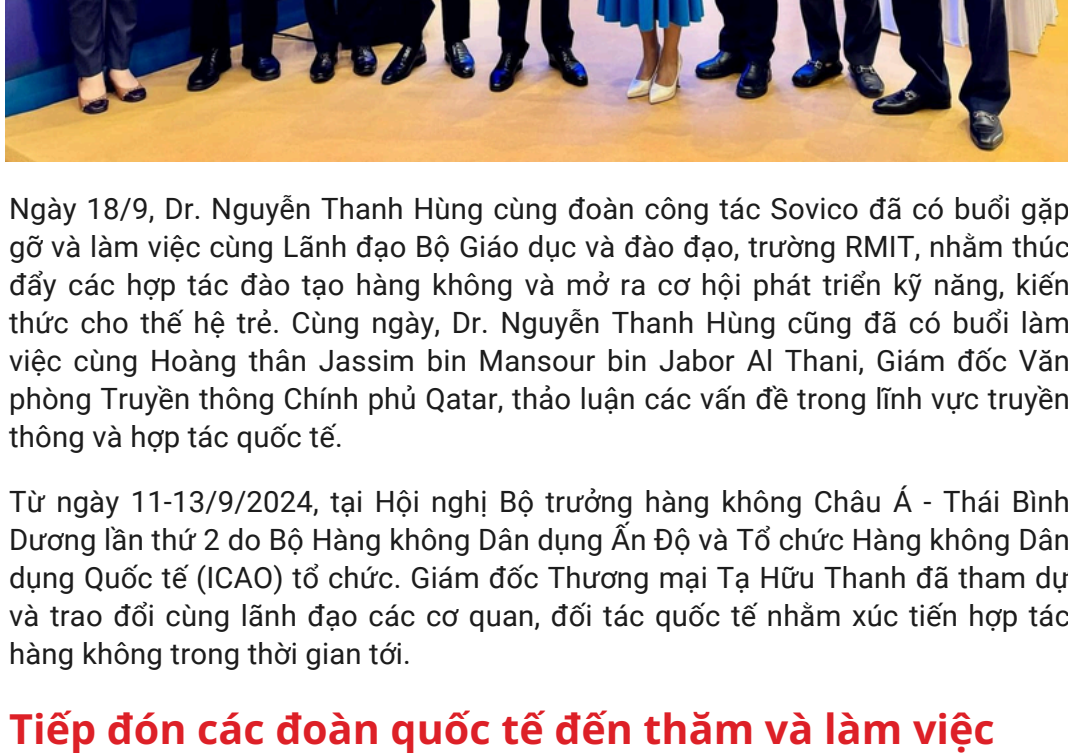 Ngày 18/9, Dr. Nguyễn Thanh Hùng cùng đoàn công tác Sovico đã có buổi gặp
gỡ và làm việc cùng Lãnh đạo Bộ Giáo dục và đào đạo, trường RMIT, nhằm thúc
đẩy các hợp tác đào tạo hàng không và mở ra cơ hội phát triển kỹ năng, kiến
thức cho thế hệ trẻ. Cùng ngày, Dr. Nguyễn Thanh Hùng cũng đã có buổi làm
việc cùng Hoàng thân Jassim bin Mansour bin Jabor Al Thani, Giám đốc Văn
phòng Truyền thông Chính phủ Qatar, thảo luận các vấn đề trong lĩnh vực truyền
thông và hợp tác quốc tế.
Từ ngày 11-13/9/2024, tại Hội nghị Bộ trưởng hàng không Châu Á - Thái Bình
Dương lần thứ 2 do Bộ Hàng không Dân dụng Ấn Độ và Tổ chức Hàng không Dân
dụng Quốc tế (ICAO) tổ chức. Giám đốc Thương mại Tạ Hữu Thanh đã tham dự
và trao đổi cùng lãnh đạo các cơ quan, đối tác quốc tế nhằm xúc tiến hợp tác
hàng không trong thời gian tới.
Tiếp đón các đoàn quốc tế đến thăm và làm việc